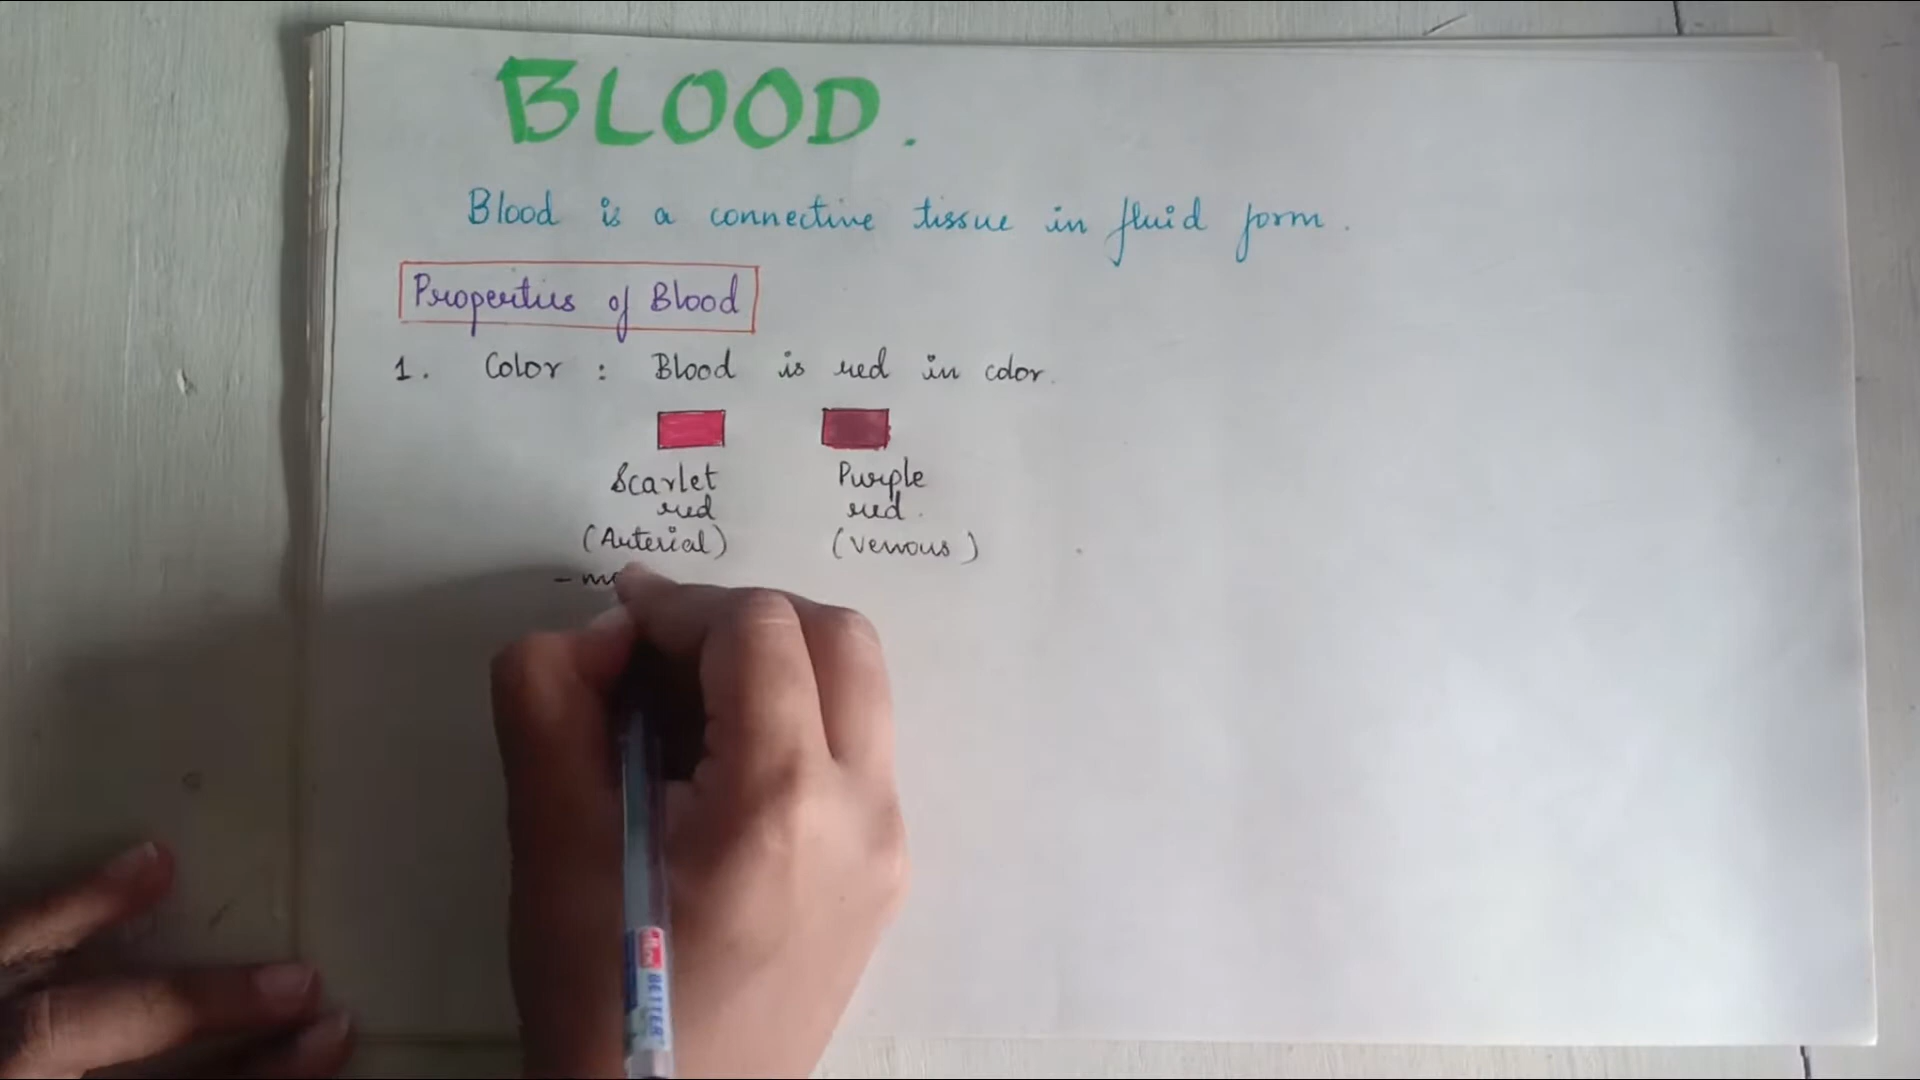 BLOOD.
Blood is a connective tissue in fluid form.
Properties of Blood
1. Color : Blood is red in color.
Scarlet Purple
red red.
(Arterial) (Venous)
BETTER